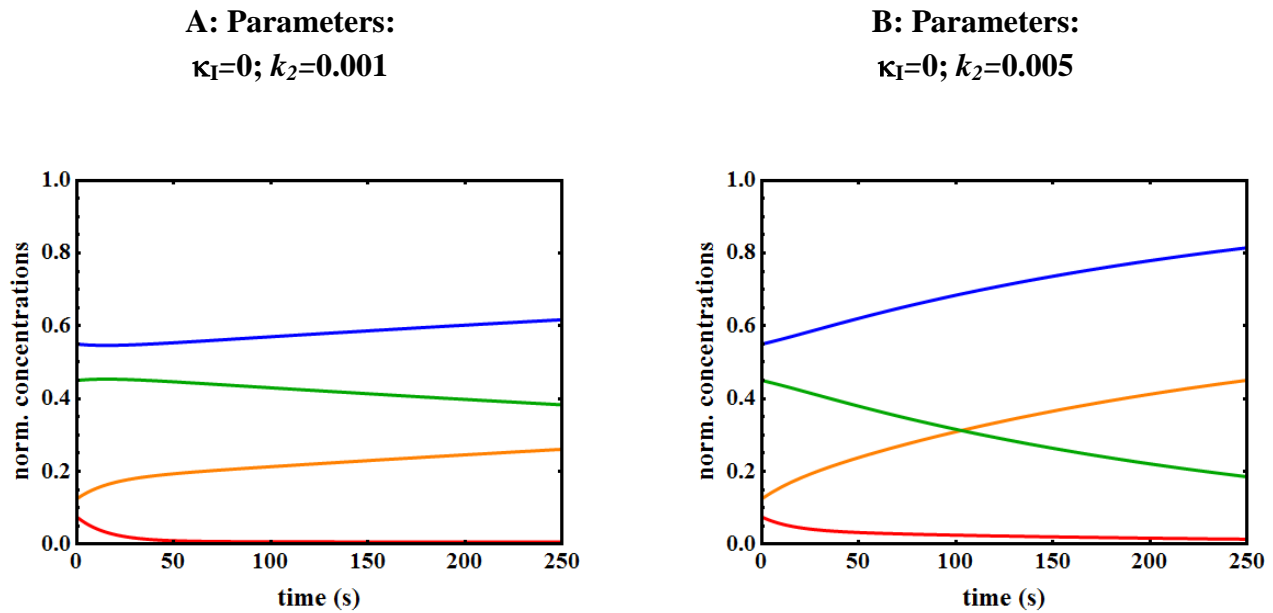 A: Parameters:
κI=0; k2=0.001
B: Parameters:
κI=0; k2=0.005
norm. concentrations
1.0
0.8
0.6
0.4
0.2
0.0
0 50 100 150 200 250
time (s)
norm. concentrations
1.0
0.8
0.6
0.4
0.2
0.0
0 50 100 150 200 250
time (s)